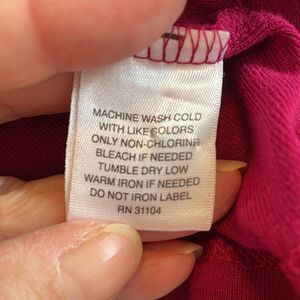 MACHINE WASH COLD
WITH LIKE COLORS
ONLY NON-CHLORINE
BLEACH IF NEEDED
TUMBLE DRY LOW
WARM IRON IF NEEDED
DO NOT IRON LABEL
RN 31104